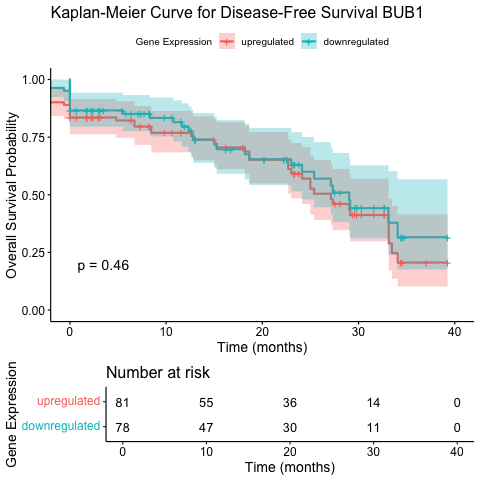 Kaplan-Meier Curve for Disease-Free Survival BUB1
Gene Expression upregulated downregulated
Overall Survival Probability
1.00
0.75
0.50
0.25
0.00
p = 0.46
0 10 20 30 40
Time (months)
Number at risk
Gene Expression
upregulated 81 55 36 14 0
downregulated 78 47 30 11 0
0 10 20 30 40
Time (months)